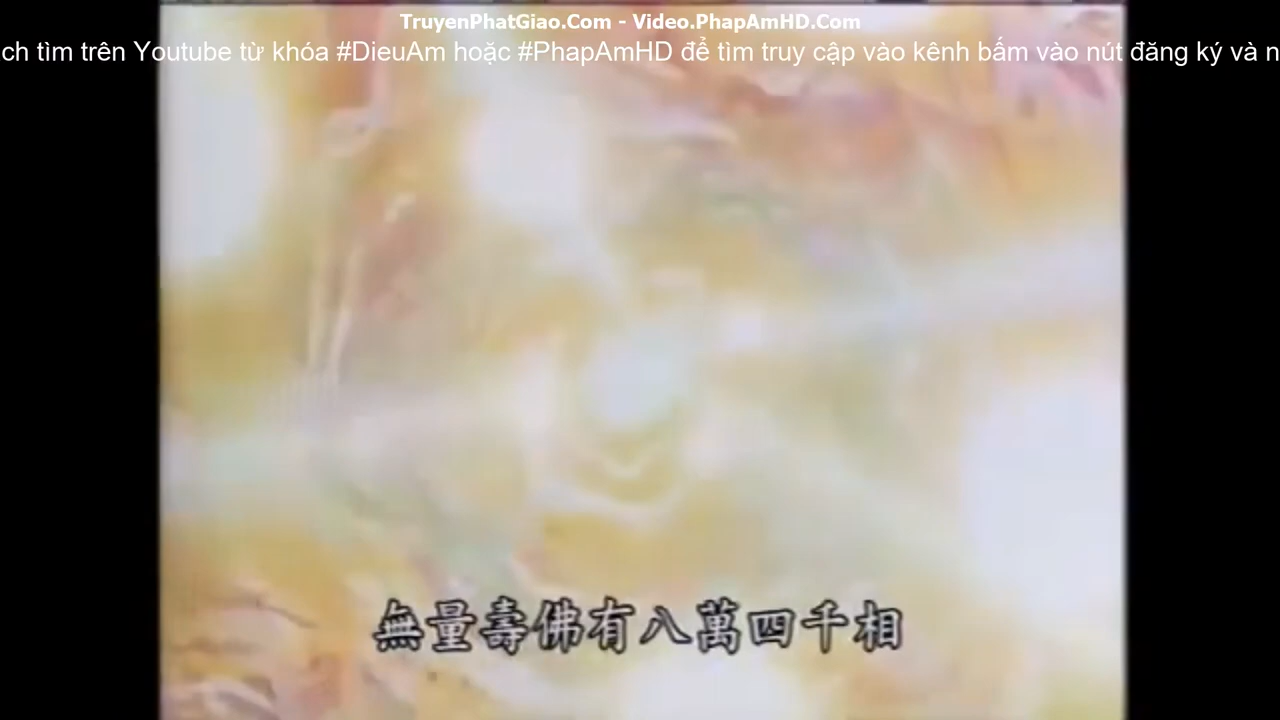 TruyenPhatGiao.Com - Video.PhapAmHD.Com
ch tìm trên Youtube từ khóa #DieuAm hoặc #PhapAmHD để tìm truy cập vào kênh bấm vào nút đăng ký và n
無量壽佛有八萬四千相